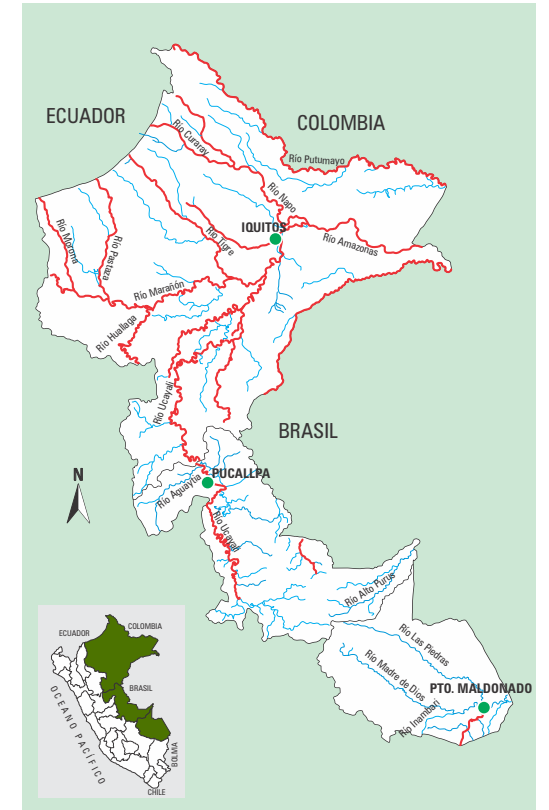 ECUADOR
COLOMBIA
Río Curaray
Río Putumayo
Río Napo
IQUITOS
Río Amazonas
Río Tigre
Río Morona
Río Pastaza
Río Marañón
Río Huallaga
Río Ucayali
BRASIL
N
PUCALLPA
Río Aguaytía
Río Ucayali
Río Alto Purus
Río Las Piedras
Río Madre de Dios
PTO. MALDONADO
Río Inambari
COLOMBIA
ECUADOR
BRASIL
OCEANO PACÍFICO
BOLIVIA
CHILE